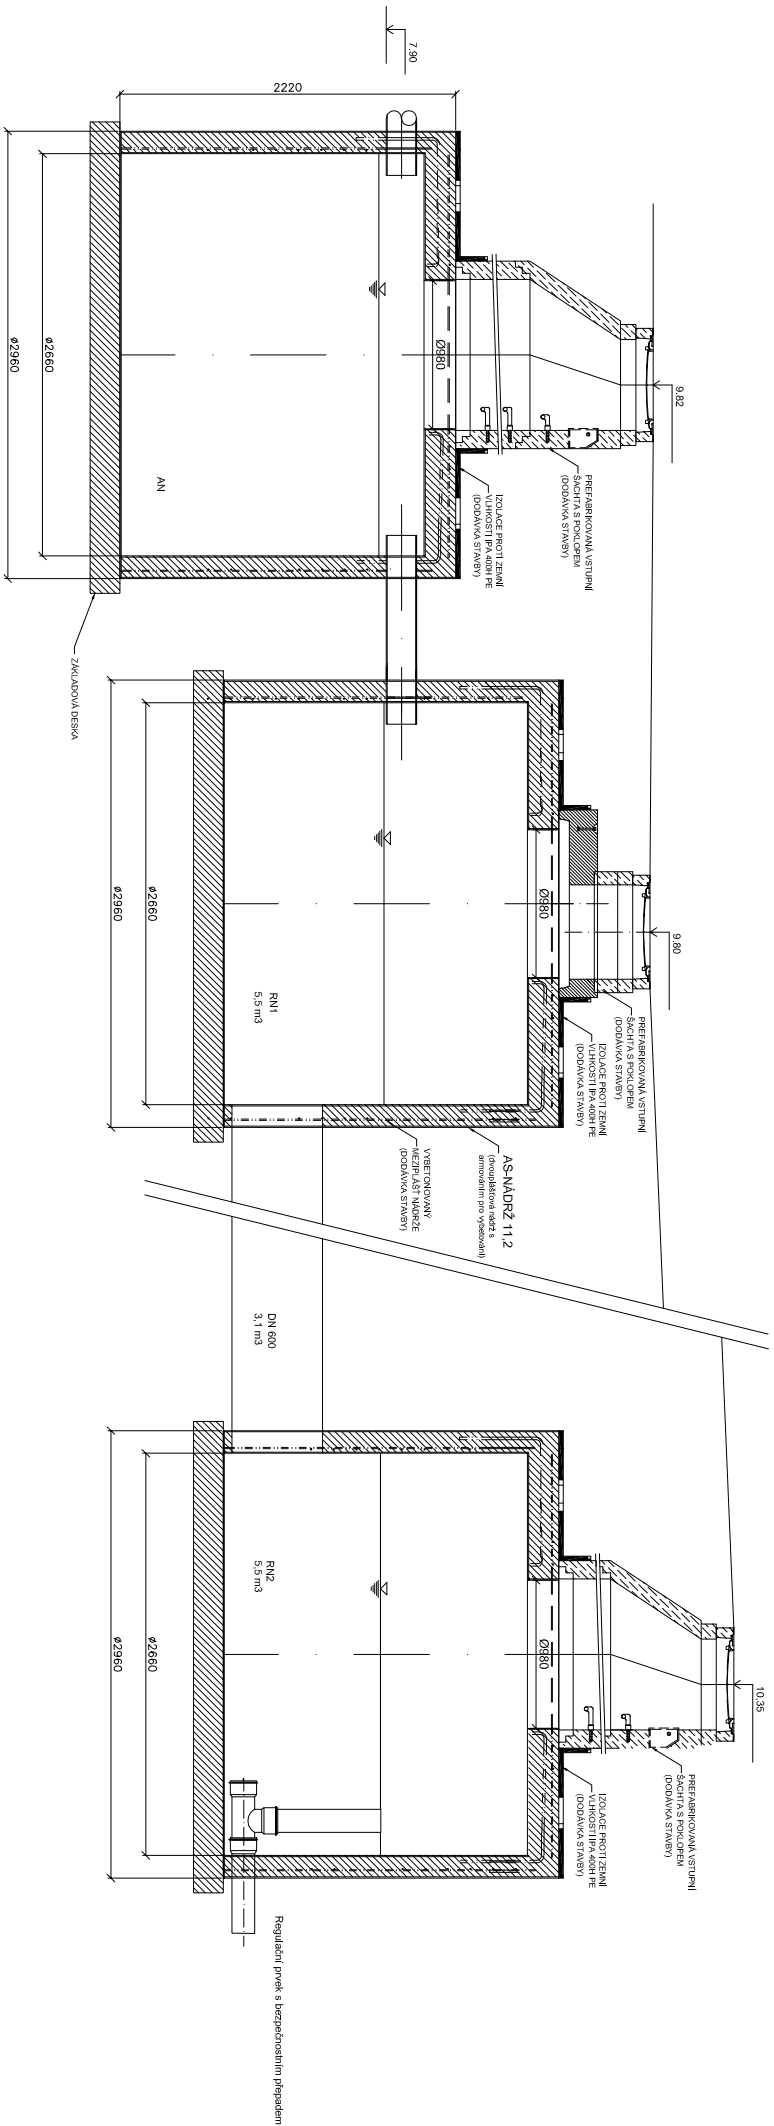 7.90
2220
ø2960
ø2660
Ø980
9.82
PREFABRIKOVANÁ VSTUPNÍ
ŠACHTA S POKLOPEM
(DODÁVKA STAVBY)
IZOLACE PROTI ZEMNÍ
VLHKOSTI IPA 400H PE
(DODÁVKA STAVBY)
AN
ZÁKLADOVÁ DESKA
ø2960
ø2660
Ø980
9.80
PREFABRIKOVANÁ VSTUPNÍ
ŠACHTA S POKLOPEM
(DODÁVKA STAVBY)
IZOLACE PROTI ZEMNÍ
VLHKOSTI IPA 400H PE
(DODÁVKA STAVBY)
RN1
5,5 m3
AS-NÁDRŽ 11,2
(dvouplášťová nádrž s
armováním pro vybetování)
VYBETONOVANÝ
MEZIPLÁŠŤ NÁDRŽE
(DODÁVKA STAVBY)
DN 600
3,1 m3
ø2960
ø2660
Ø980
10,35
PREFABRIKOVANÁ VSTUPNÍ
ŠACHTA S POKLOPEM
(DODÁVKA STAVBY)
IZOLACE PROTI ZEMNÍ
VLHKOSTI IPA 400H PE
(DODÁVKA STAVBY)
RN2
5,5 m3
Regulační prvek s bezpečnostním přepadem